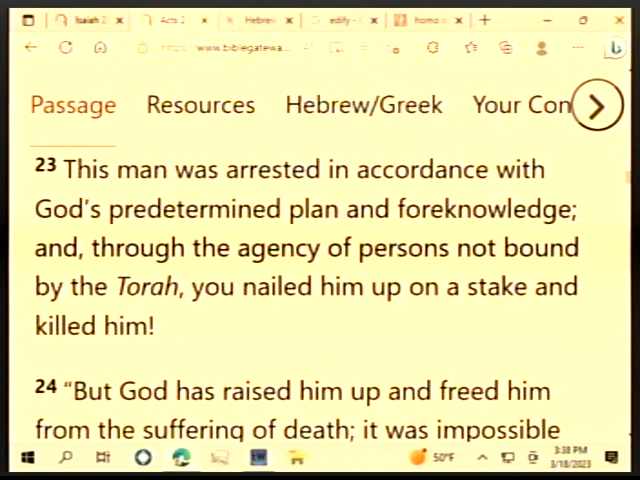 Isaiah
Acts 2
Hebrew
edify -
homo s
www.biblegatewa...
Passage Resources Hebrew/Greek Your Con
23 This man was arrested in accordance with
God's predetermined plan and foreknowledge;
and, through the agency of persons not bound
by the Torah, you nailed him up on a stake and
killed him!
24 “But God has raised him up and freed him
from the suffering of death; it was impossible
50°F
3:38 PM
3/18/2023